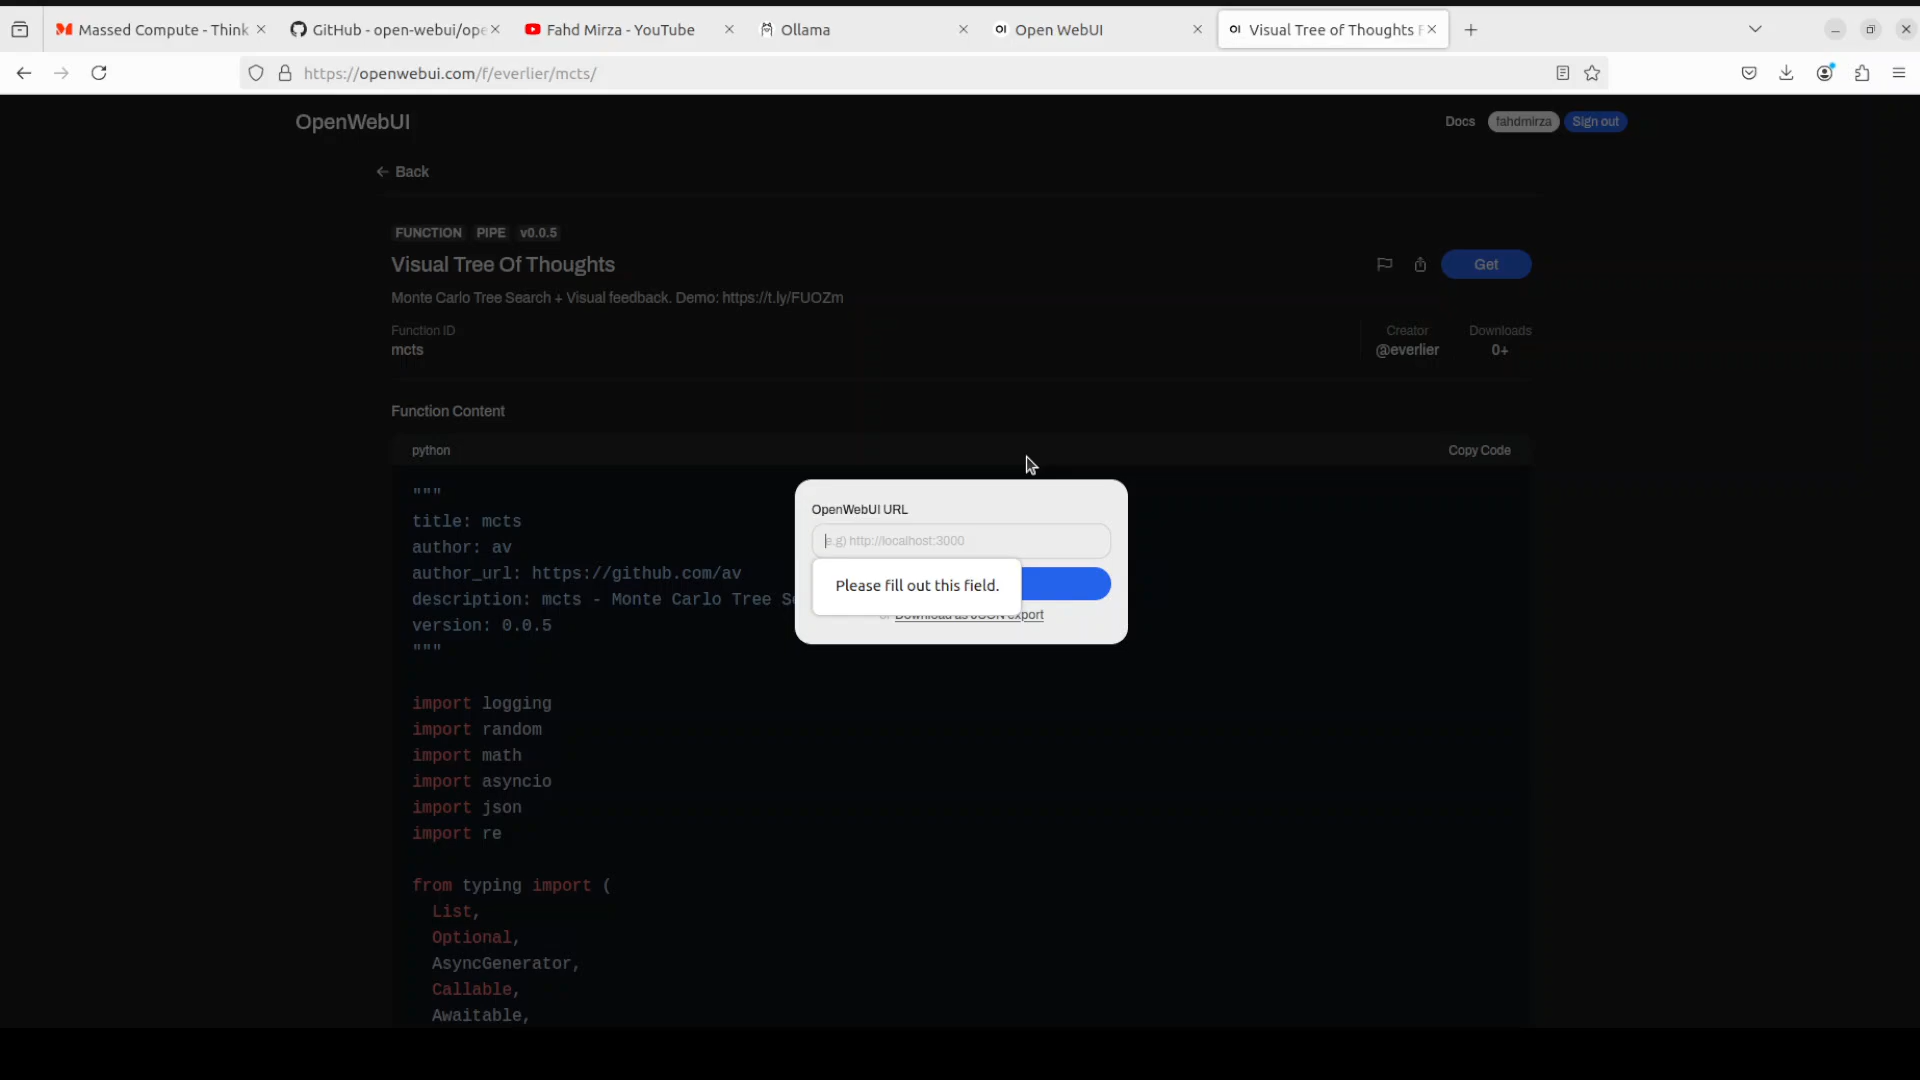 Massed Compute - Think
GitHub - open-webui/ope
Fahd Mirza - YouTube
Ollama
Open WebUI
Visual Tree of Thoughts F
https://openwebui.com/f/everlier/mcts/
OpenWebUI
Docs
fahdmirza
Sign out
← Back
FUNCTION PIPE v0.0.5
Visual Tree Of Thoughts
Get
Monte Carlo Tree Search + Visual feedback. Demo: https://t.ly/FUOZm
Function ID
Creator
Downloads
mcts
@everlier
0+
Function Content
python
Copy Code
"""
title: mcts
author: av
author_url: https://github.com/av
description: mcts - Monte Carlo Tree
version: 0.0.5
"""
import logging
import random
import math
import asyncio
import json
import re
from typing import (
List,
Optional,
AsyncGenerator,
Callable,
Awaitable,
OpenWebUI URL
e.g) http://localhost:3000
Please fill out this field.
or Download as JSON export